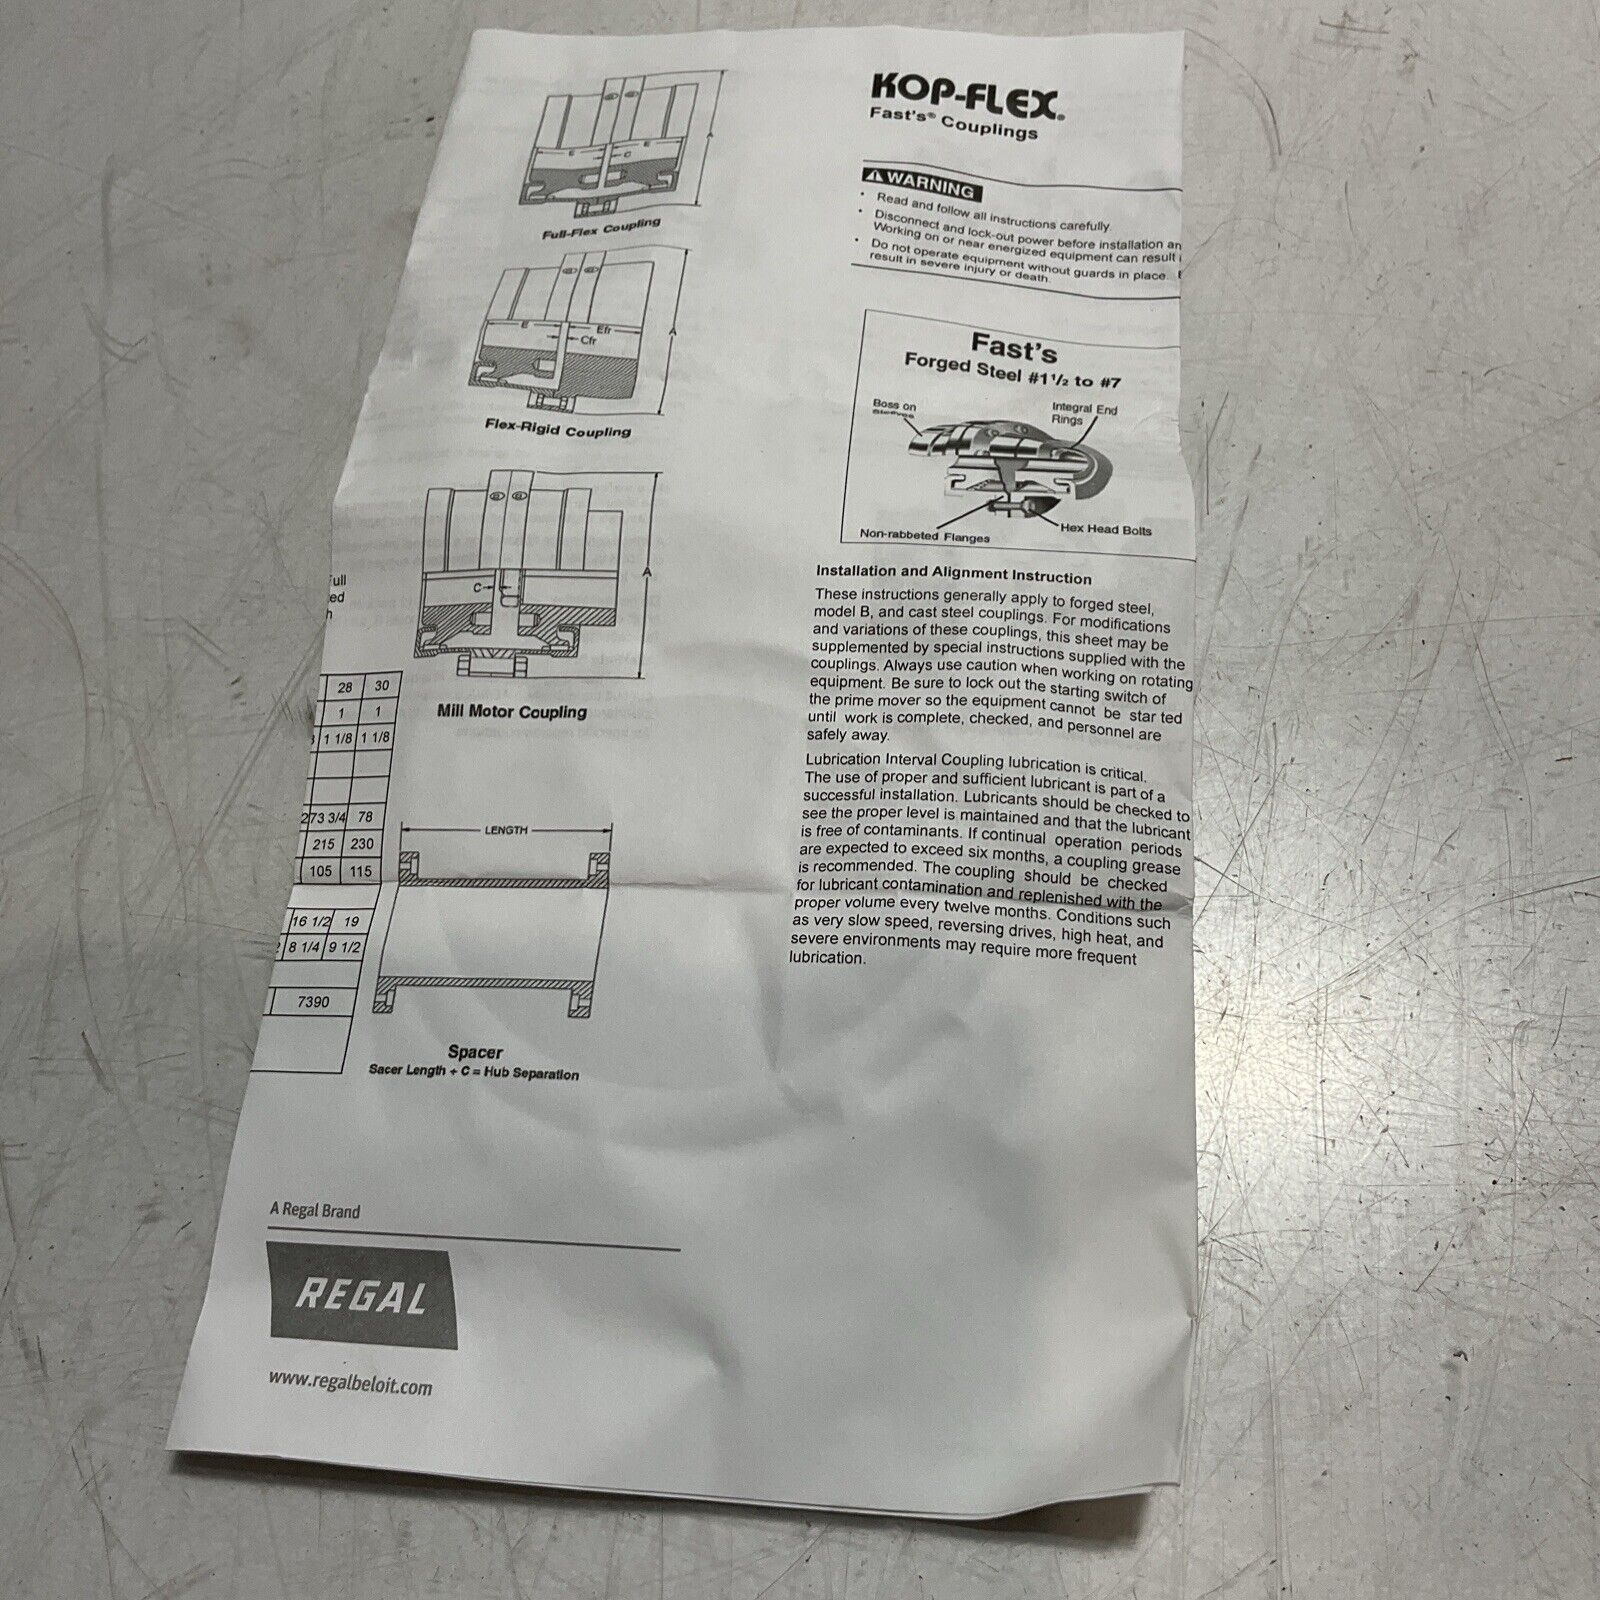 A
E
E
C
Full-Flex Coupling
A
E
Efr
Cfr
Flex-Rigid Coupling
A
C
Mill Motor Coupling
ed
28 30
1 1
1 1/8 1 1/8
73 3/4 78
215 230
105 115
16 1/2 19
8 1/4 9 1/2
7390
LENGTH
Spacer
Sacer Length + C = Hub Separation
A Regal Brand
REGAL
www.regalbeloit.com
KOP-FLEX®
Fast's® Couplings
WARNING
• Read and follow all instructions carefully.
• Disconnect and lock-out power before installation
Working on or near energized equipment can result
• Do not operate equipment without guards in place.
result in severe injury or death.
Fast's
Forged Steel #1 1/2 to #7
Boss on
Sleeves
Integral End
Rings
Non-rabbeted Flanges
Hex Head Bolts
Installation and Alignment Instruction
These instructions generally apply to forged steel,
model B, and cast steel couplings. For modifications
and variations of these couplings, this sheet may be
supplemented by special instructions supplied with the
couplings. Always use caution when working on rotating
equipment. Be sure to lock out the starting switch of
the prime mover so the equipment cannot be star ted
until work is complete, checked, and personnel are
safely away.
Lubrication Interval Coupling lubrication is critical.
The use of proper and sufficient lubricant is part of a
successful installation. Lubricants should be checked to
see the proper level is maintained and that the lubricant
is free of contaminants. If continual operation periods
are expected to exceed six months, a coupling grease
is recommended. The coupling should be checked
for lubricant contamination and replenished with the
proper volume every twelve months. Conditions such
as very slow speed, reversing drives, high heat, and
severe environments may require more frequent
lubrication.